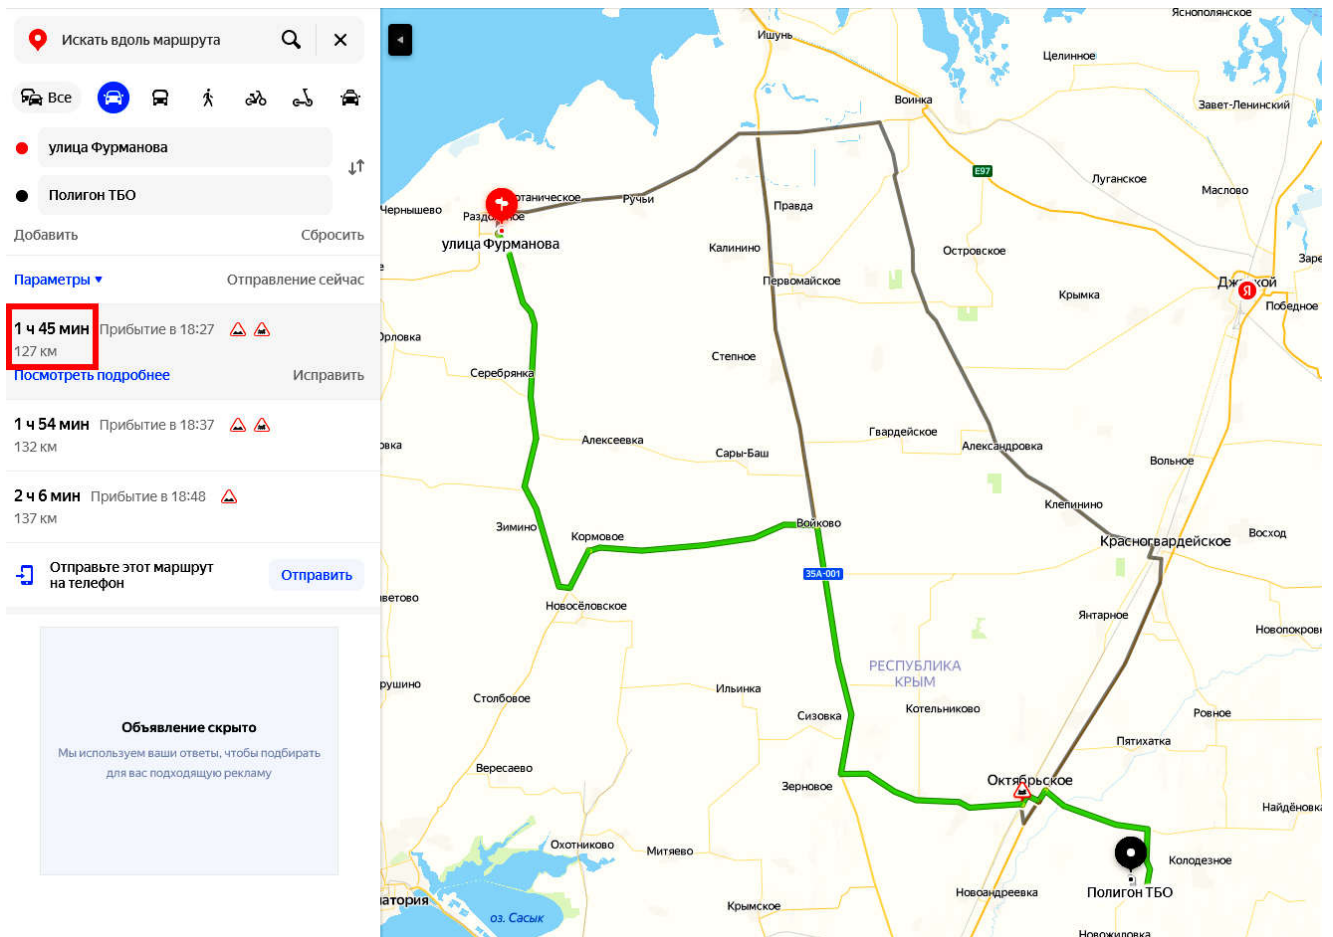 Искать вдоль маршрута
Все
улица Фурманова
Полигон ТБО
Добавить
Сбросить
Параметры
Отправление сейчас
1 ч 45 мин Прибытие в 18:27
127 км
Посмотреть подробнее
Исправить
1 ч 54 мин Прибытие в 18:37
132 км
2 ч 6 мин Прибытие в 18:48
137 км
Отправьте этот маршрут
на телефон
Отправить
Объявление скрыто
Мы используем ваши ответы, чтобы подбирать
для вас подходящую рекламу
Яснополянское
Ишунь
Целинное
Воинка
Завет-Ленинский
E97
Луганское
Маслово
Ручьи
Чернышево
Правда
улица Фурманова
Калинино
Островское
Первомайское
Крымка
Я
Победное
Степное
Серебрянка
Гвардейское
Алексеевка
Александровка
Сары-Баш
Вольное
Клепинино
Войково
Зимино
Кормовое
Красногвардейское
Восход
35А-001
Новосёловское
Янтарное
РЕСПУБЛИКА
КРЫМ
Ильинка
Столбовое
Котельниково
Сизовка
Ровное
Пятихатка
Вересаево
Октябрьское
Зерновое
Охотниково
Митяево
Колодезное
Полигон ТБО
Новоандреевка
Крымское
оз. Сасык
Новожиловка